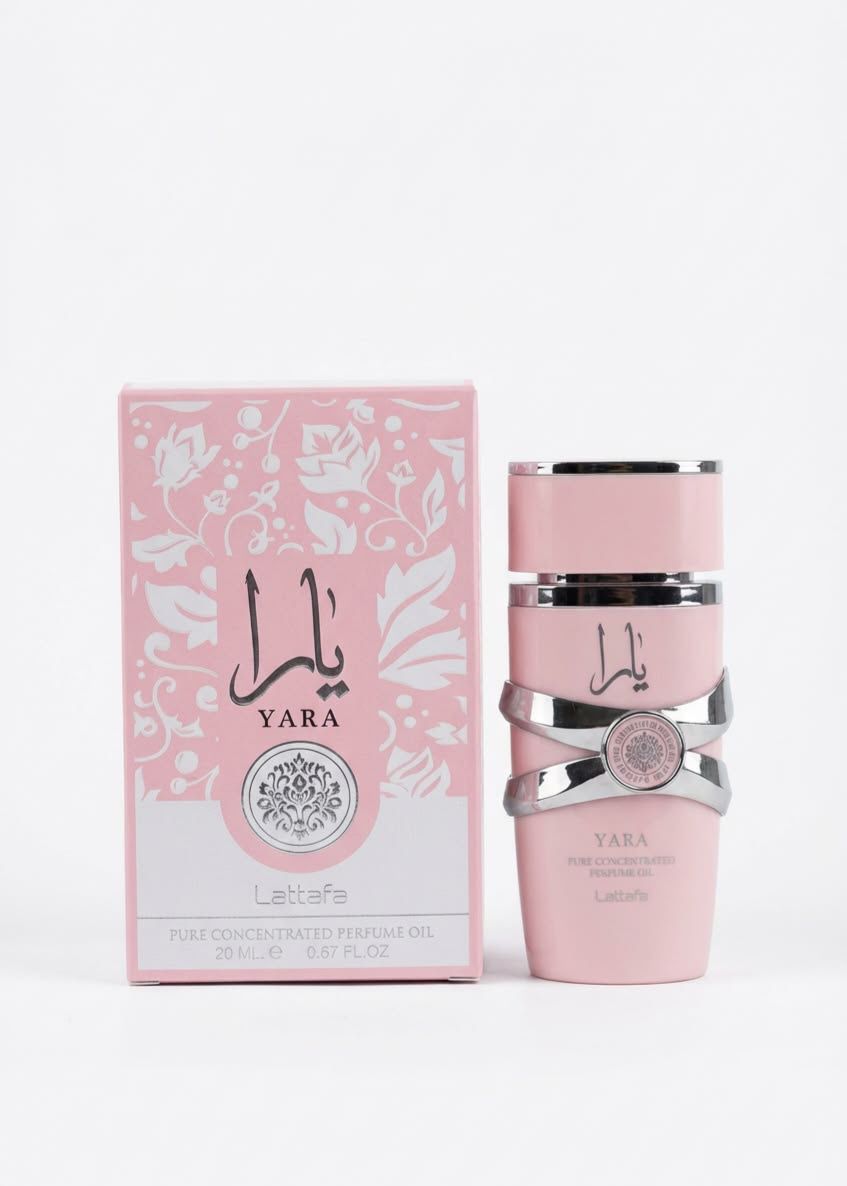 يارا
YARA
Lattafa
PURE CONCENTRATED PERFUME OIL
20 ML. e 0.67 FL.OZ
يارا
YARA
PURE CONCENTRATED
PERFUME OIL
Lattafa